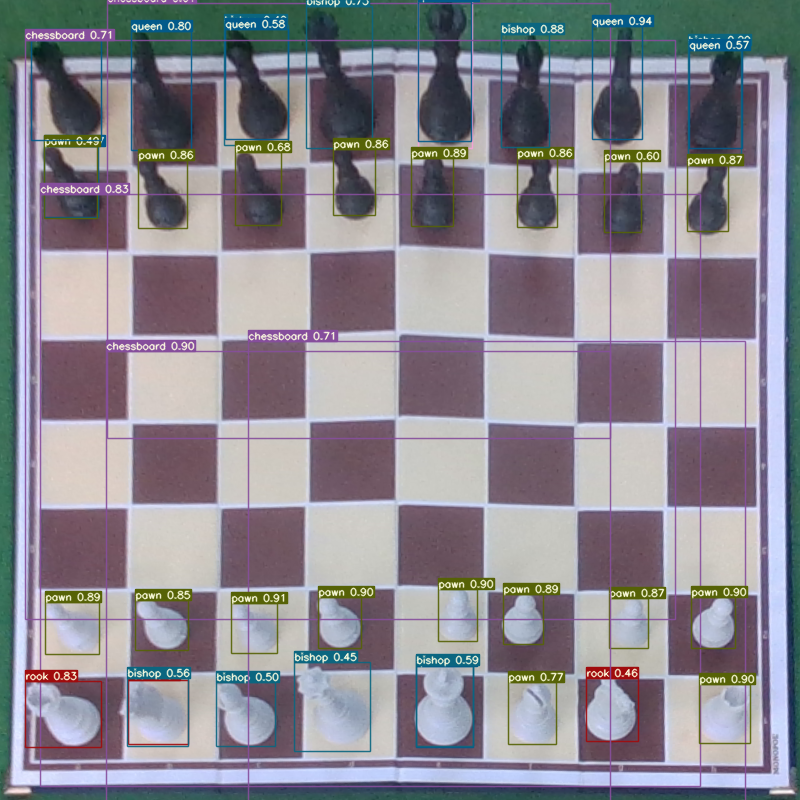 bishop 0.75
queen 0.80
queen 0.58
queen 0.94
chessboard 0.71
bishop 0.88
queen 0.57
pawn 0.49
pawn 0.86
pawn 0.68
pawn 0.86
pawn 0.89
pawn 0.86
pawn 0.60
pawn 0.87
chessboard 0.83
chessboard 0.90
chessboard 0.71
pawn 0.89
pawn 0.85
pawn 0.91
pawn 0.90
pawn 0.90
pawn 0.89
pawn 0.87
pawn 0.90
rook 0.83
bishop 0.56
bishop 0.50
bishop 0.45
bishop 0.59
pawn 0.77
rook 0.46
pawn 0.90